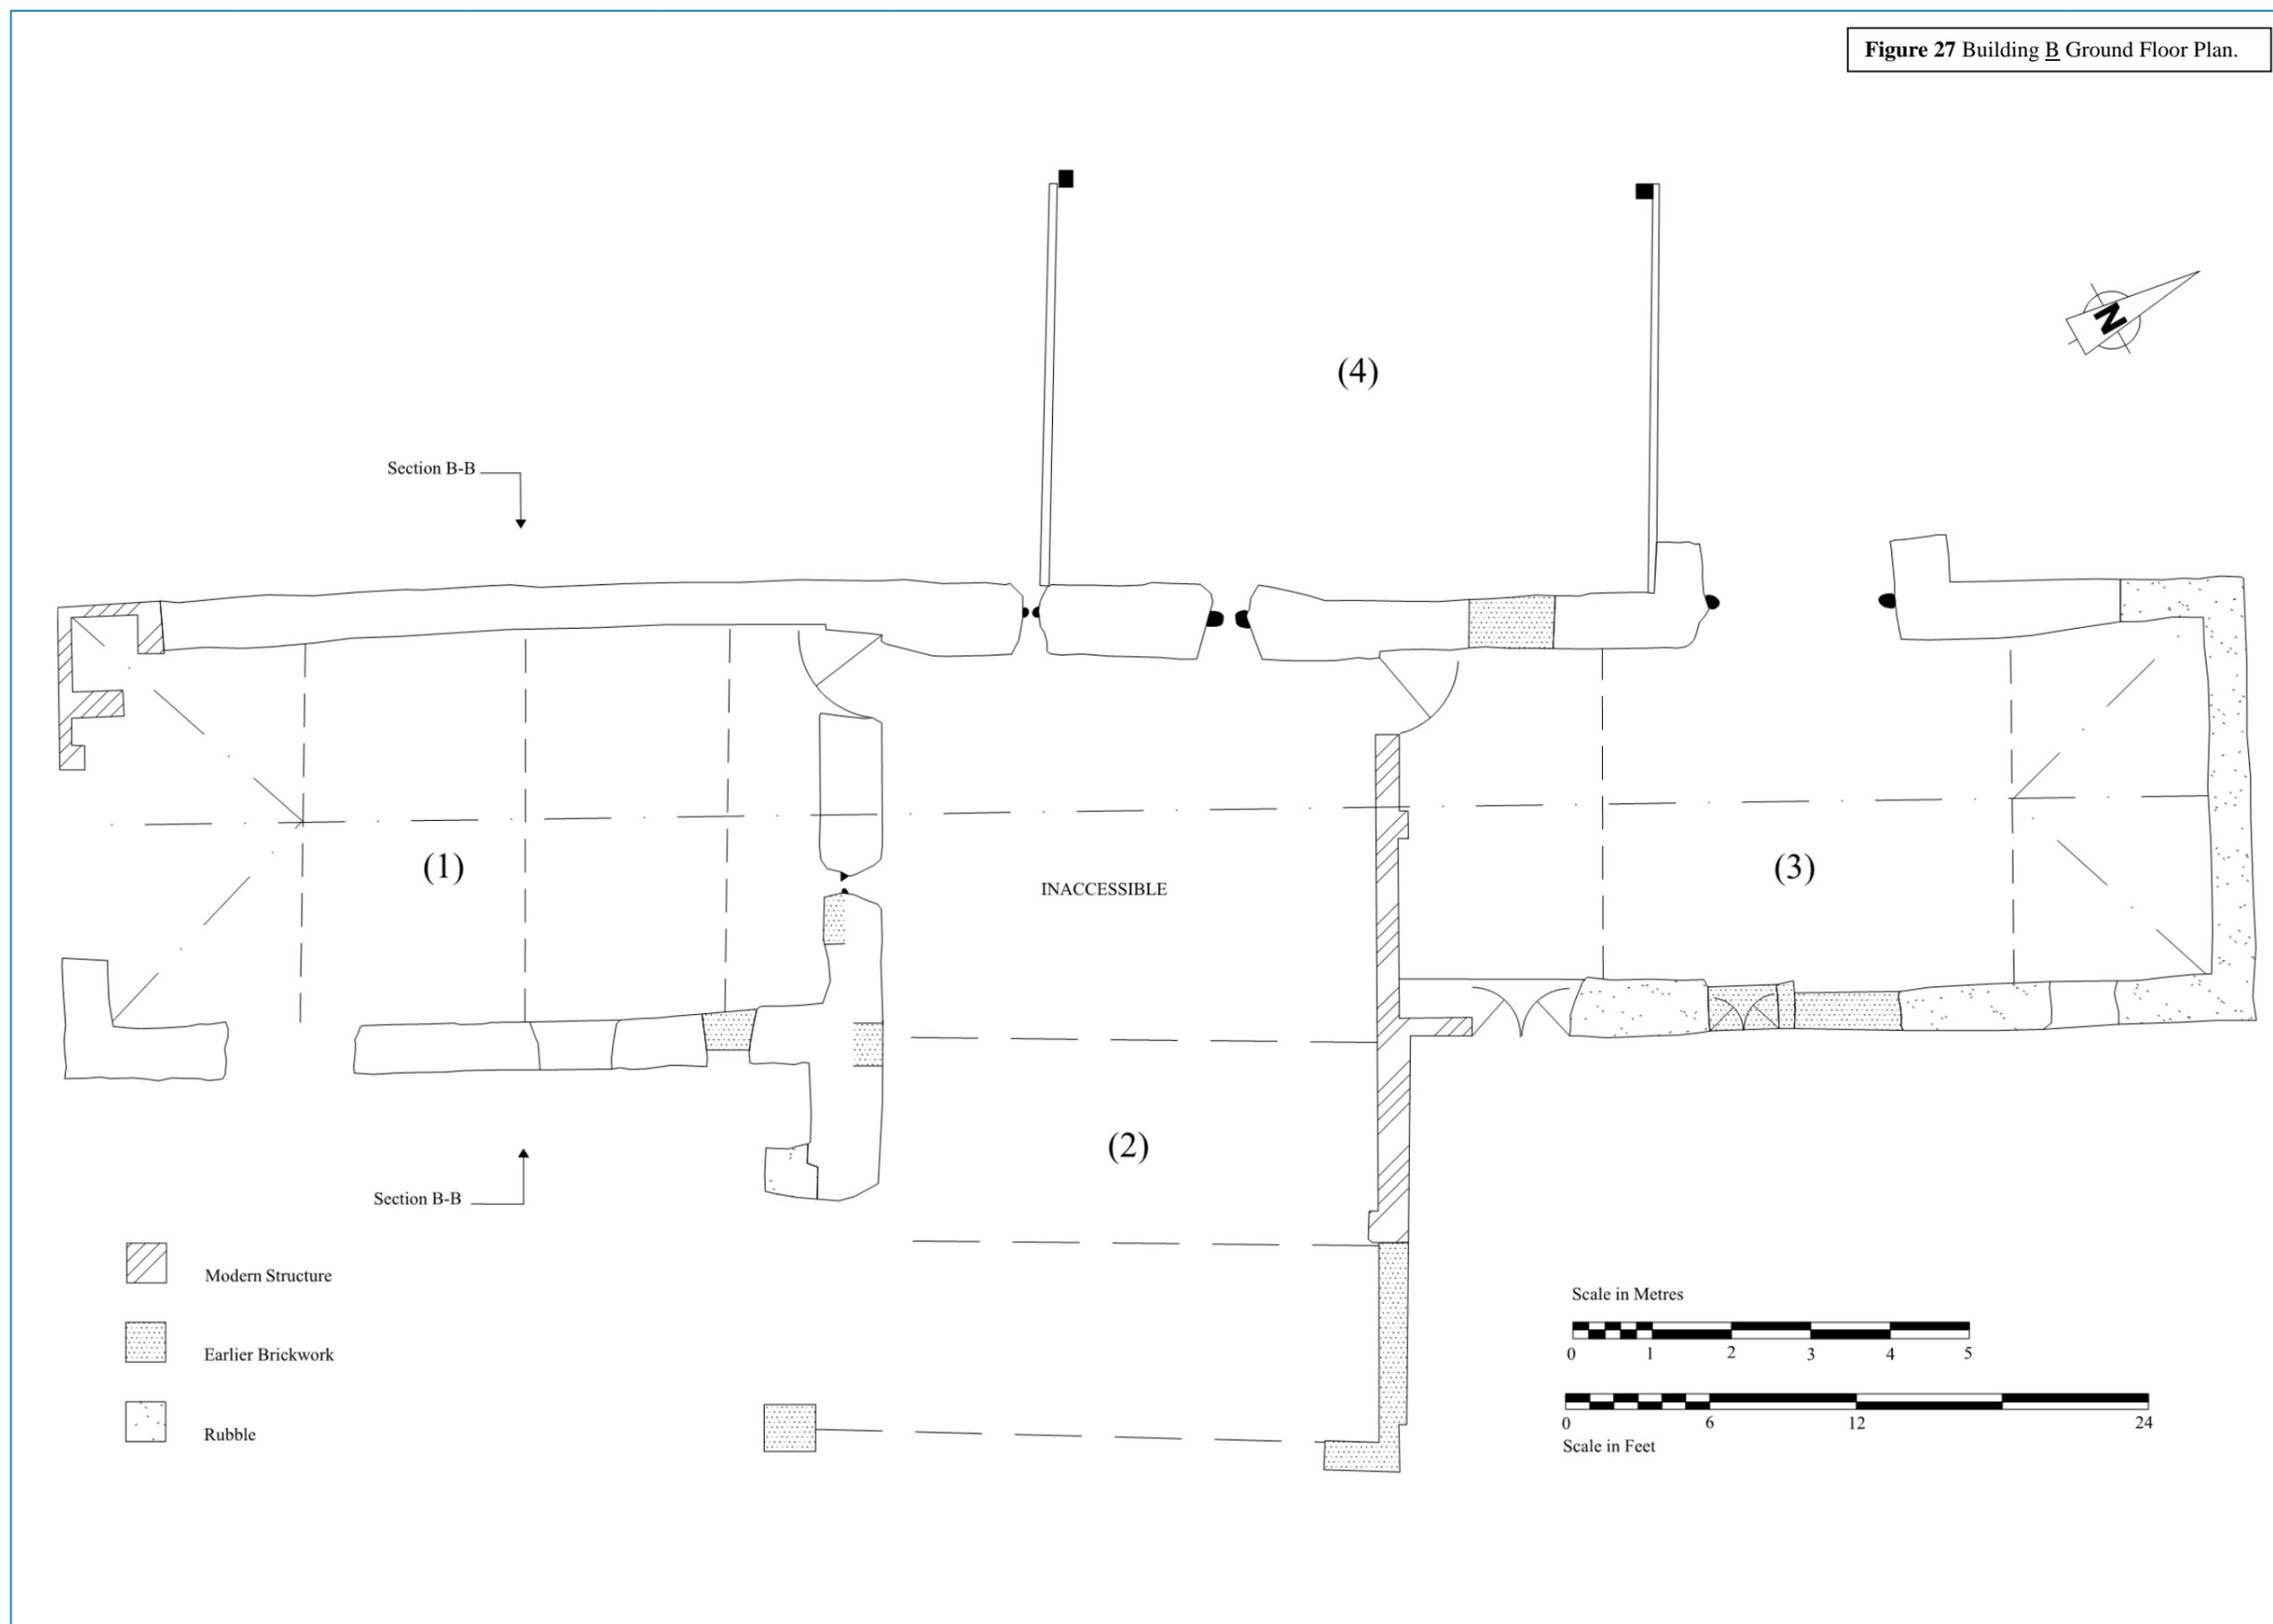 Figure 27 Building B Ground Floor Plan.
(4)
N
Section B-B
(1)
INACCESSIBLE
(3)
(2)
Section B-B
Modern Structure
Earlier Brickwork
Rubble
Scale in Metres
0 1 2 3 4 5
0 6 12 24
Scale in Feet